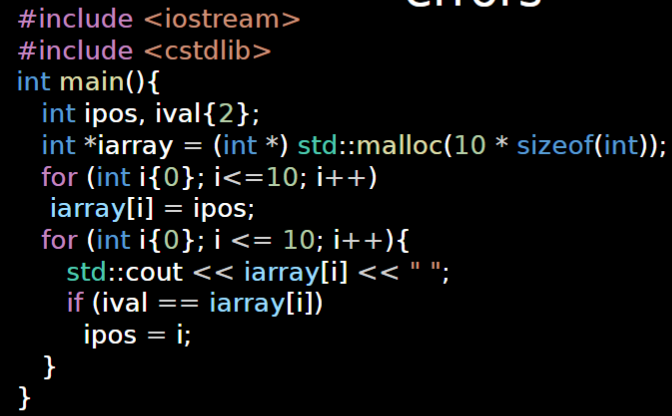 errors
#include <iostream>
#include <cstdlib>
int main(){
int ipos, ival{2};
int *iarray = (int *) std::malloc(10 * sizeof(int));
for (int i{0}; i<=10; i++)
iarray[i] = ipos;
for (int i{0}; i <= 10; i++){
std::cout << iarray[i] << " ";
if (ival == iarray[i])
ipos = i;
}
}